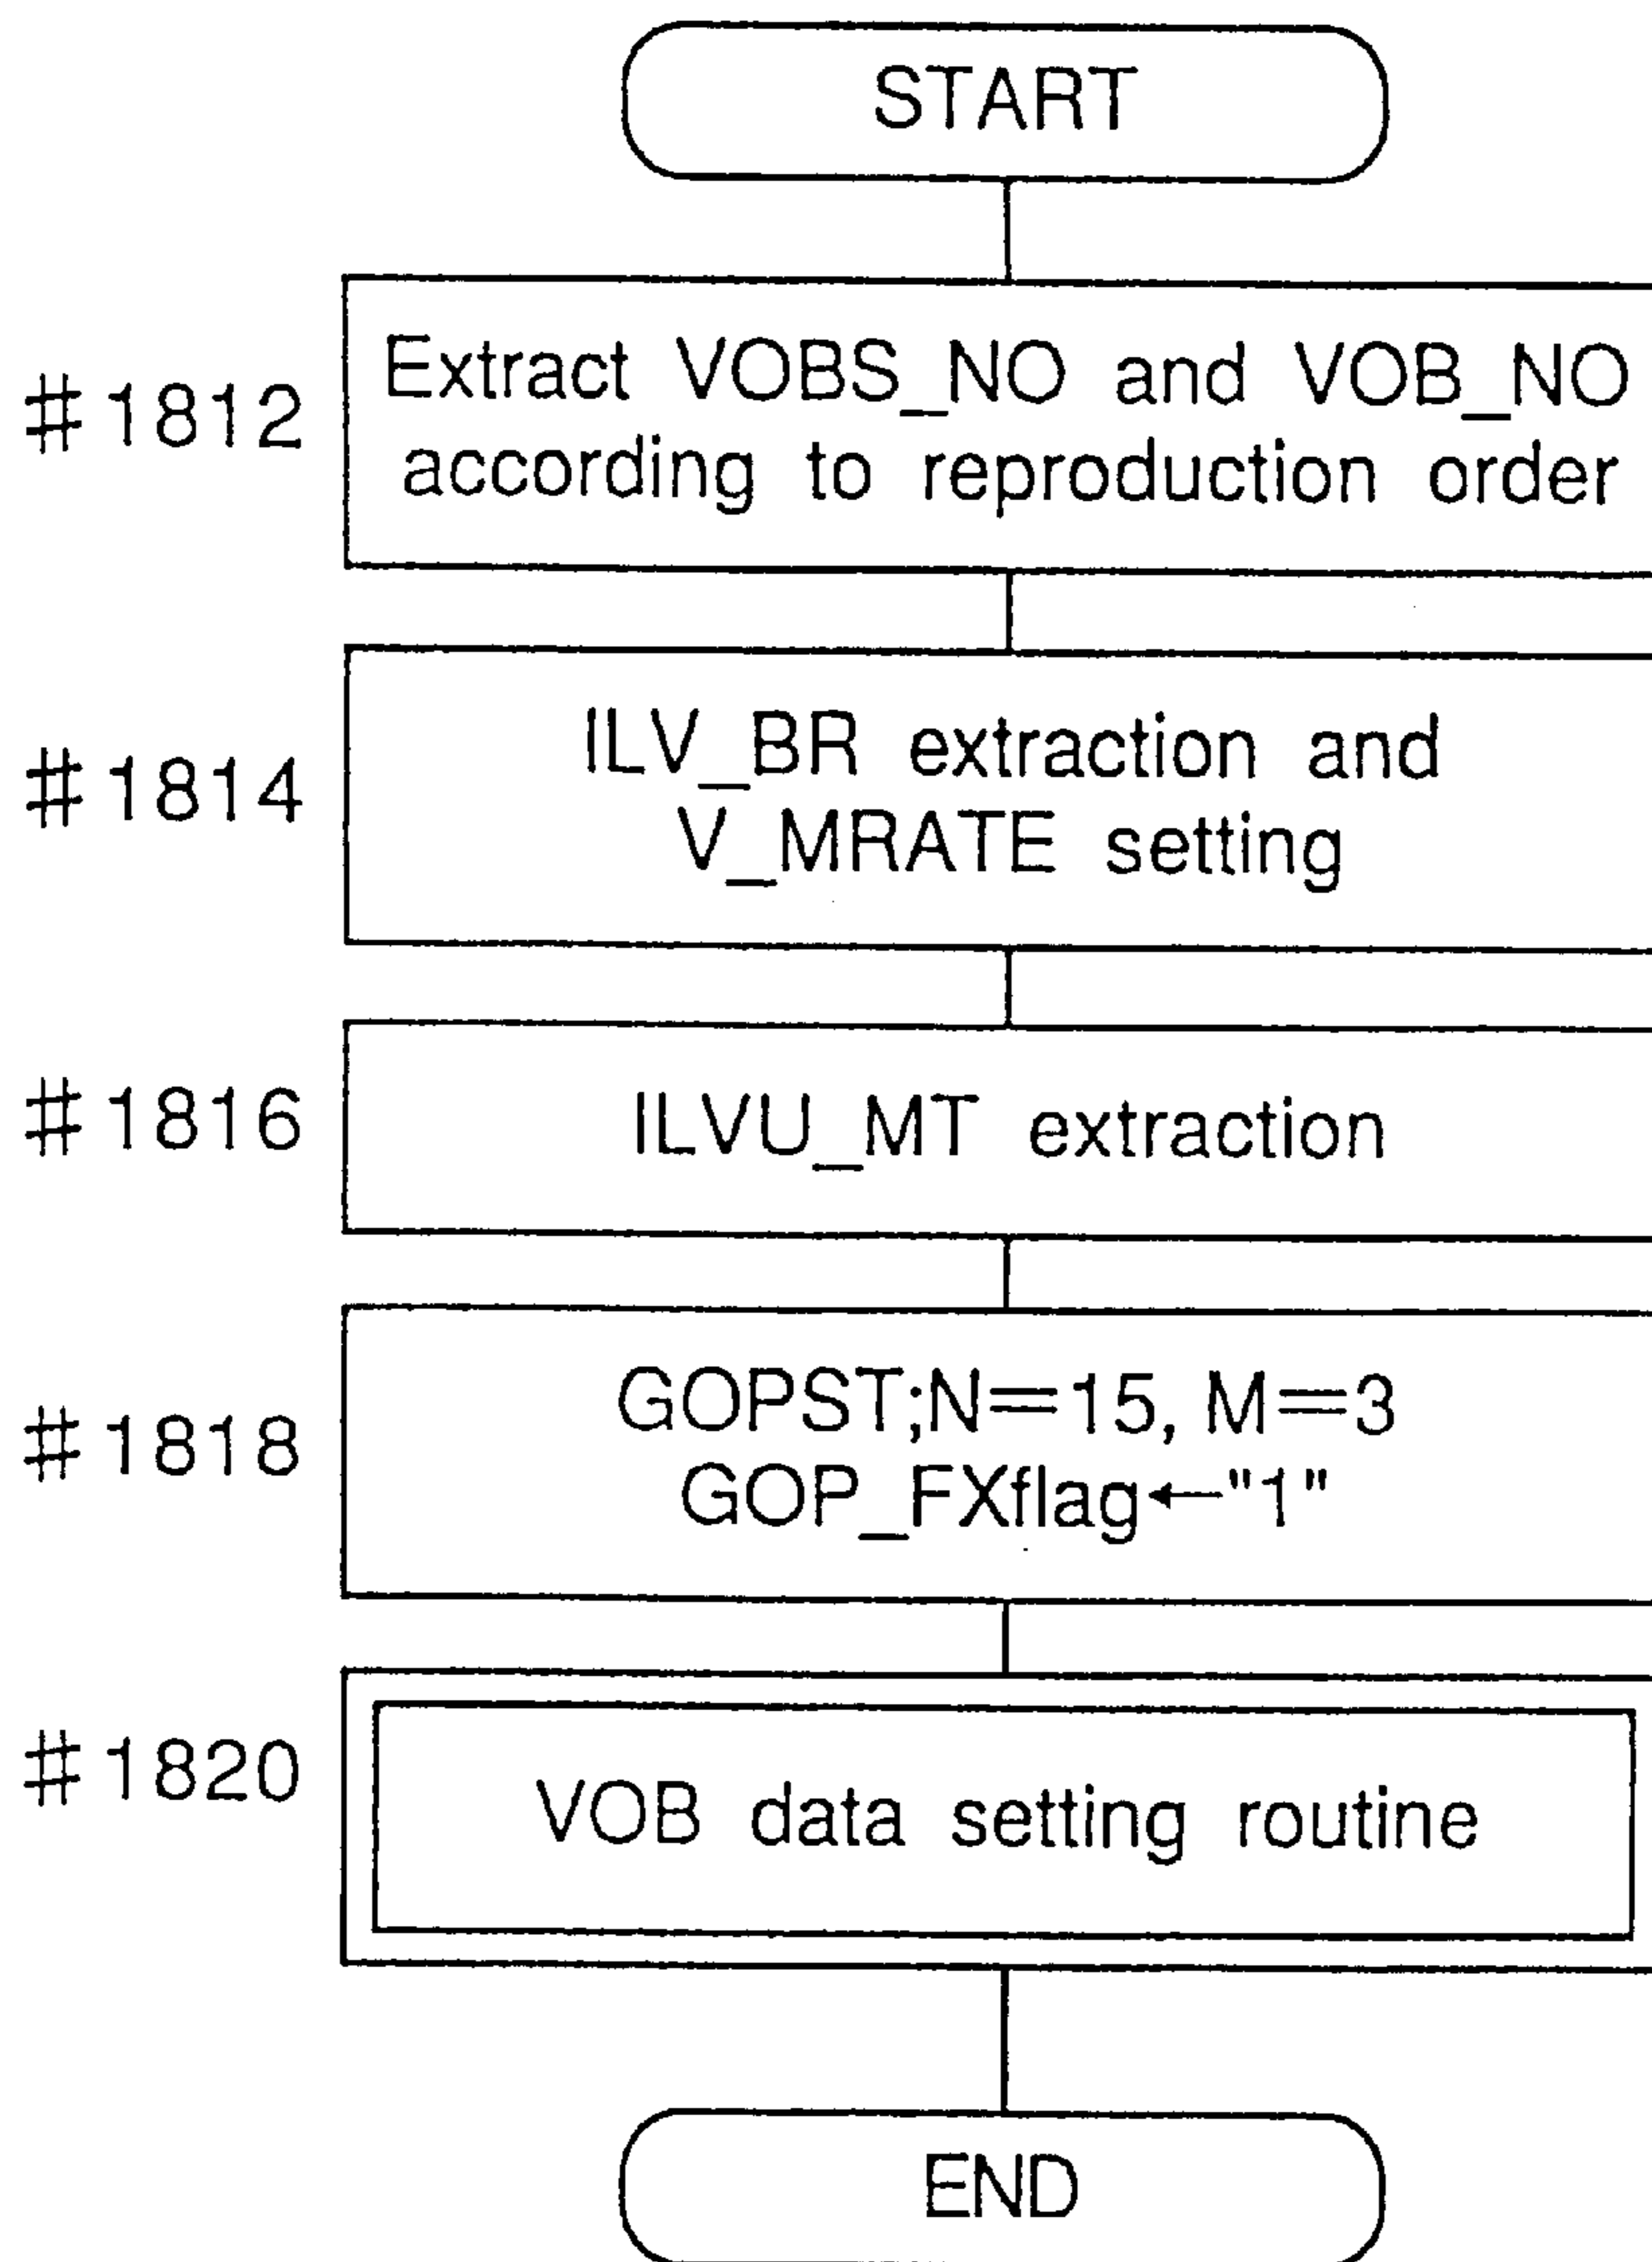 START
#1812
Extract VOBS_NO and VOB_NO
according to reproduction order
#1814
ILV_BR extraction and
V_MRATE setting
#1816
ILVU_MT extraction
#1818
GOPST;N=15, M=3
GOP_FXflag←"1"
#1820
VOB data setting routine
END